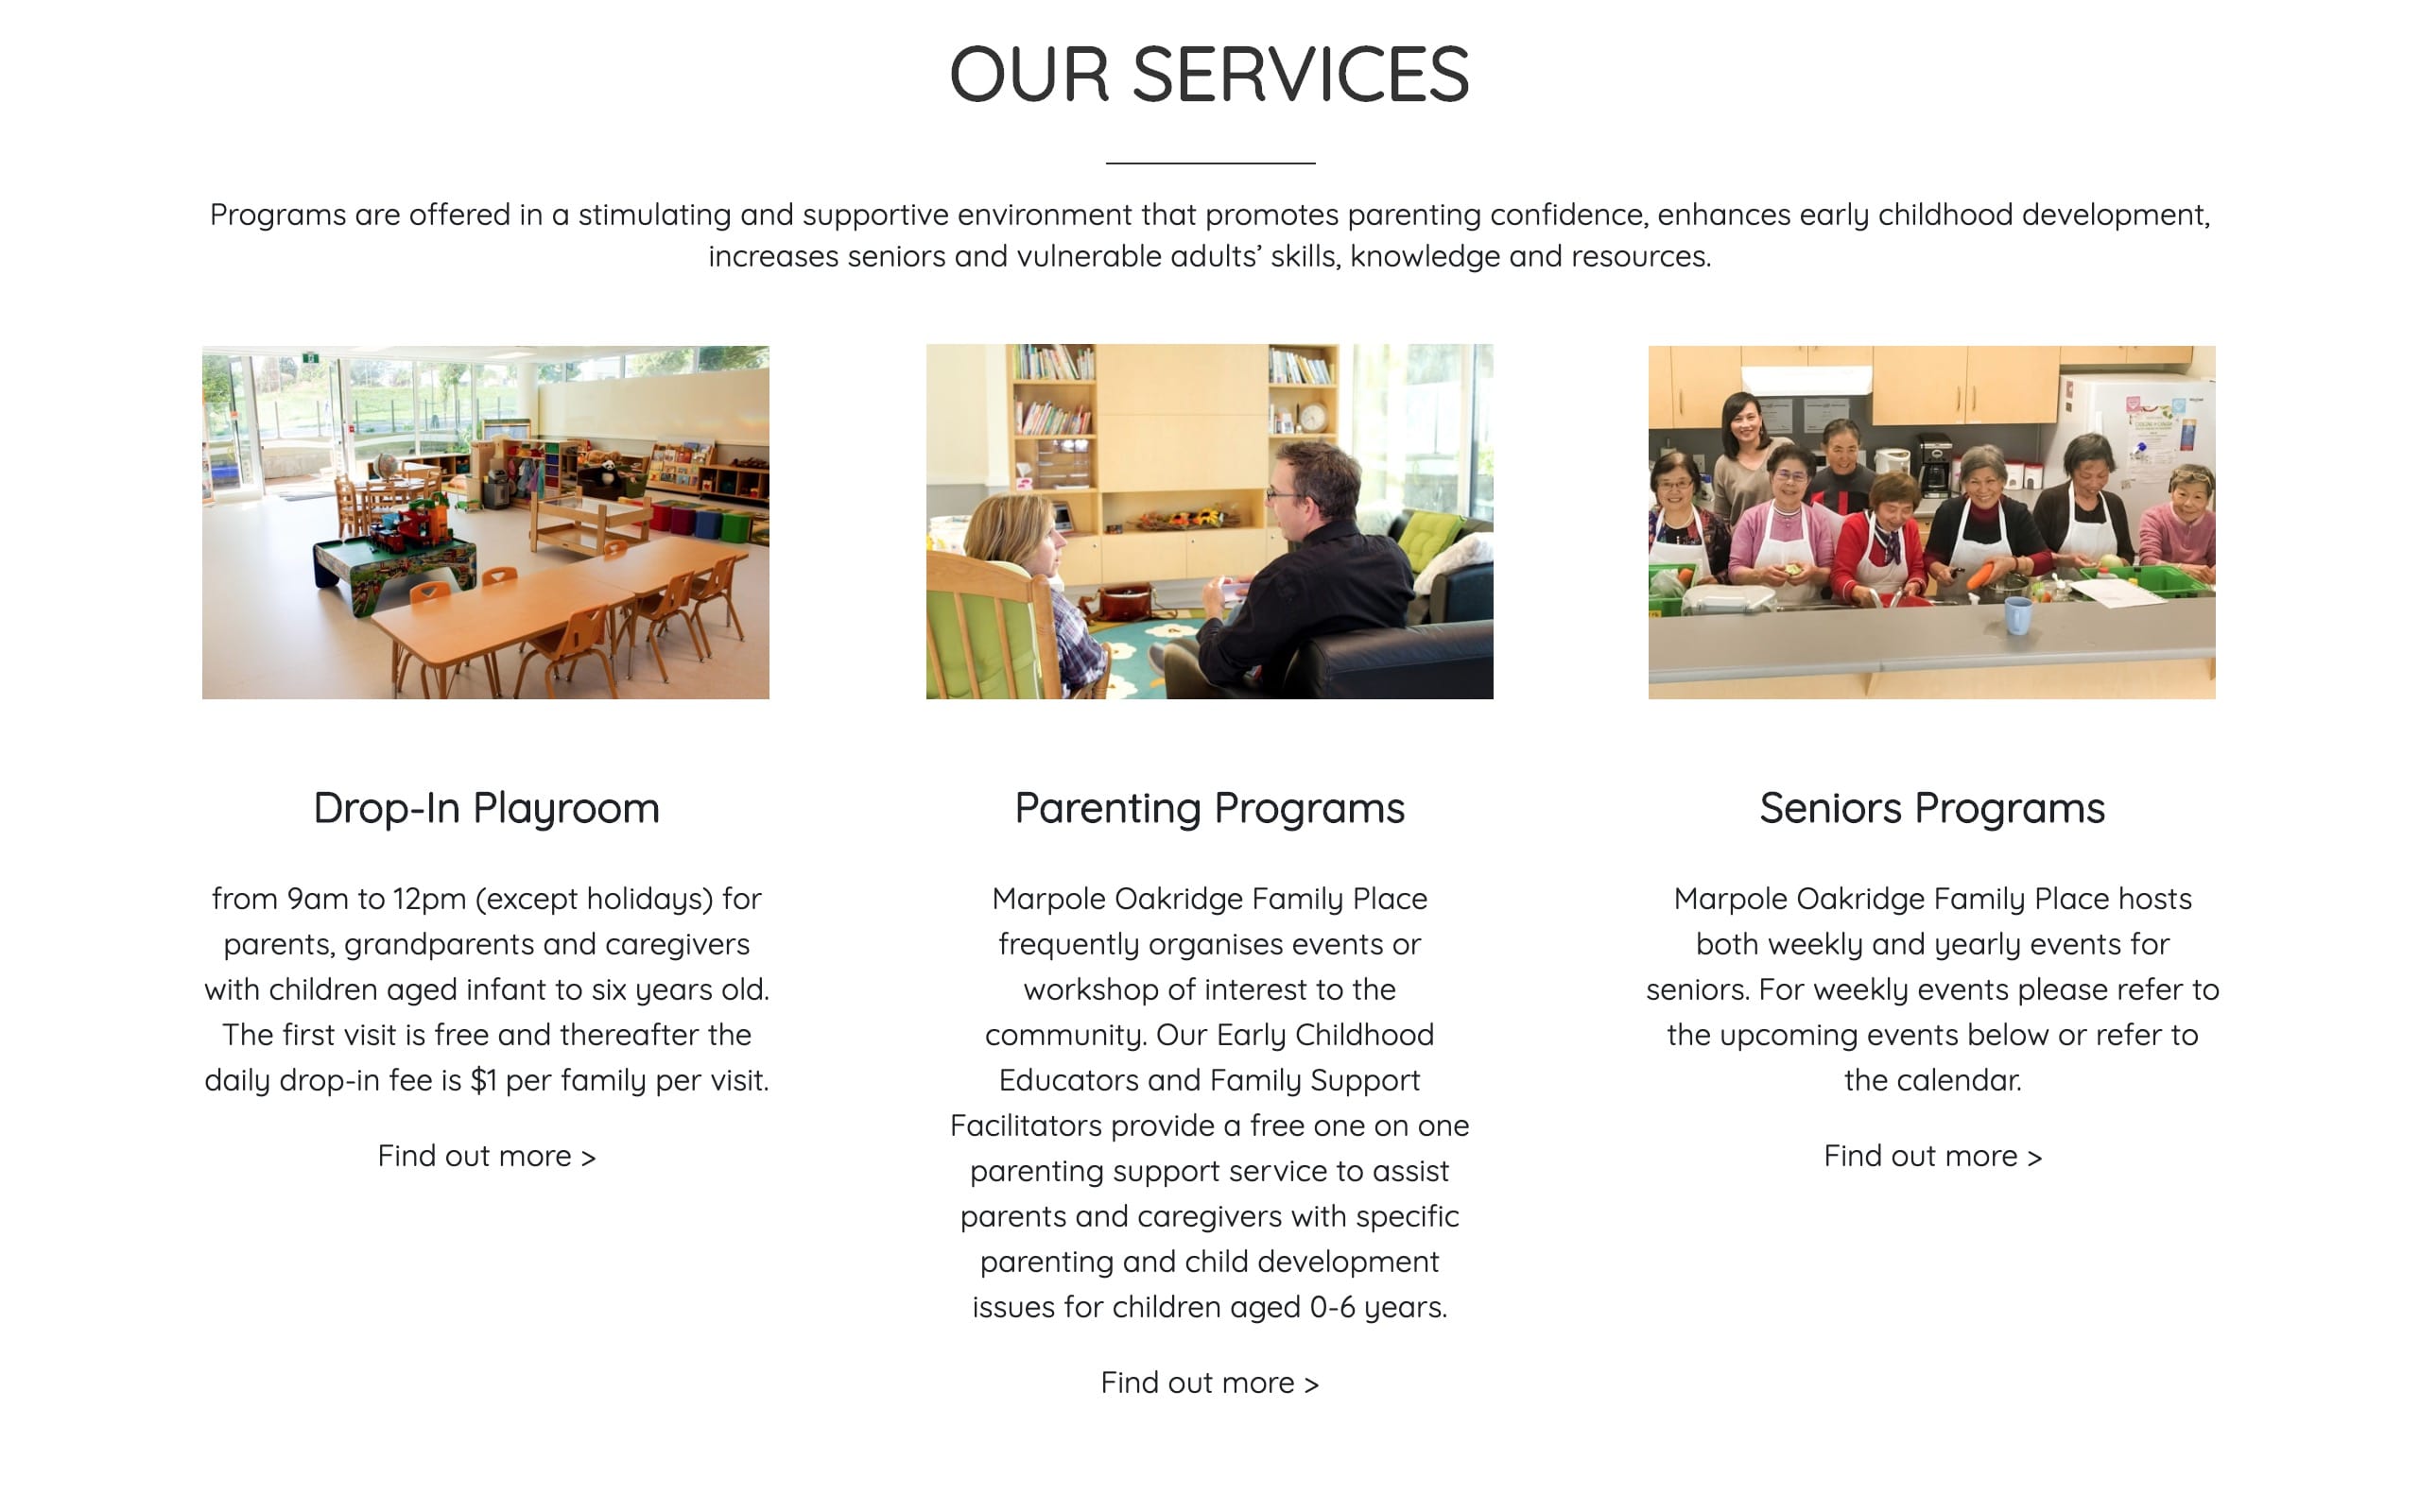 OUR SERVICES
Programs are offered in a stimulating and supportive environment that promotes parenting confidence, enhances early childhood development,
increases seniors and vulnerable adults’ skills, knowledge and resources.
Drop-In Playroom
from 9am to 12pm (except holidays) for
parents, grandparents and caregivers
with children aged infant to six years old.
The first visit is free and thereafter the
daily drop-in fee is $1 per family per visit.
Find out more >
Parenting Programs
Marpole Oakridge Family Place
frequently organises events or
workshop of interest to the
community. Our Early Childhood
Educators and Family Support
Facilitators provide a free one on one
parenting support service to assist
parents and caregivers with specific
parenting and child development
issues for children aged 0-6 years.
Find out more >
Seniors Programs
Marpole Oakridge Family Place hosts
both weekly and yearly events for
seniors. For weekly events please refer to
the upcoming events below or refer to
the calendar.
Find out more >